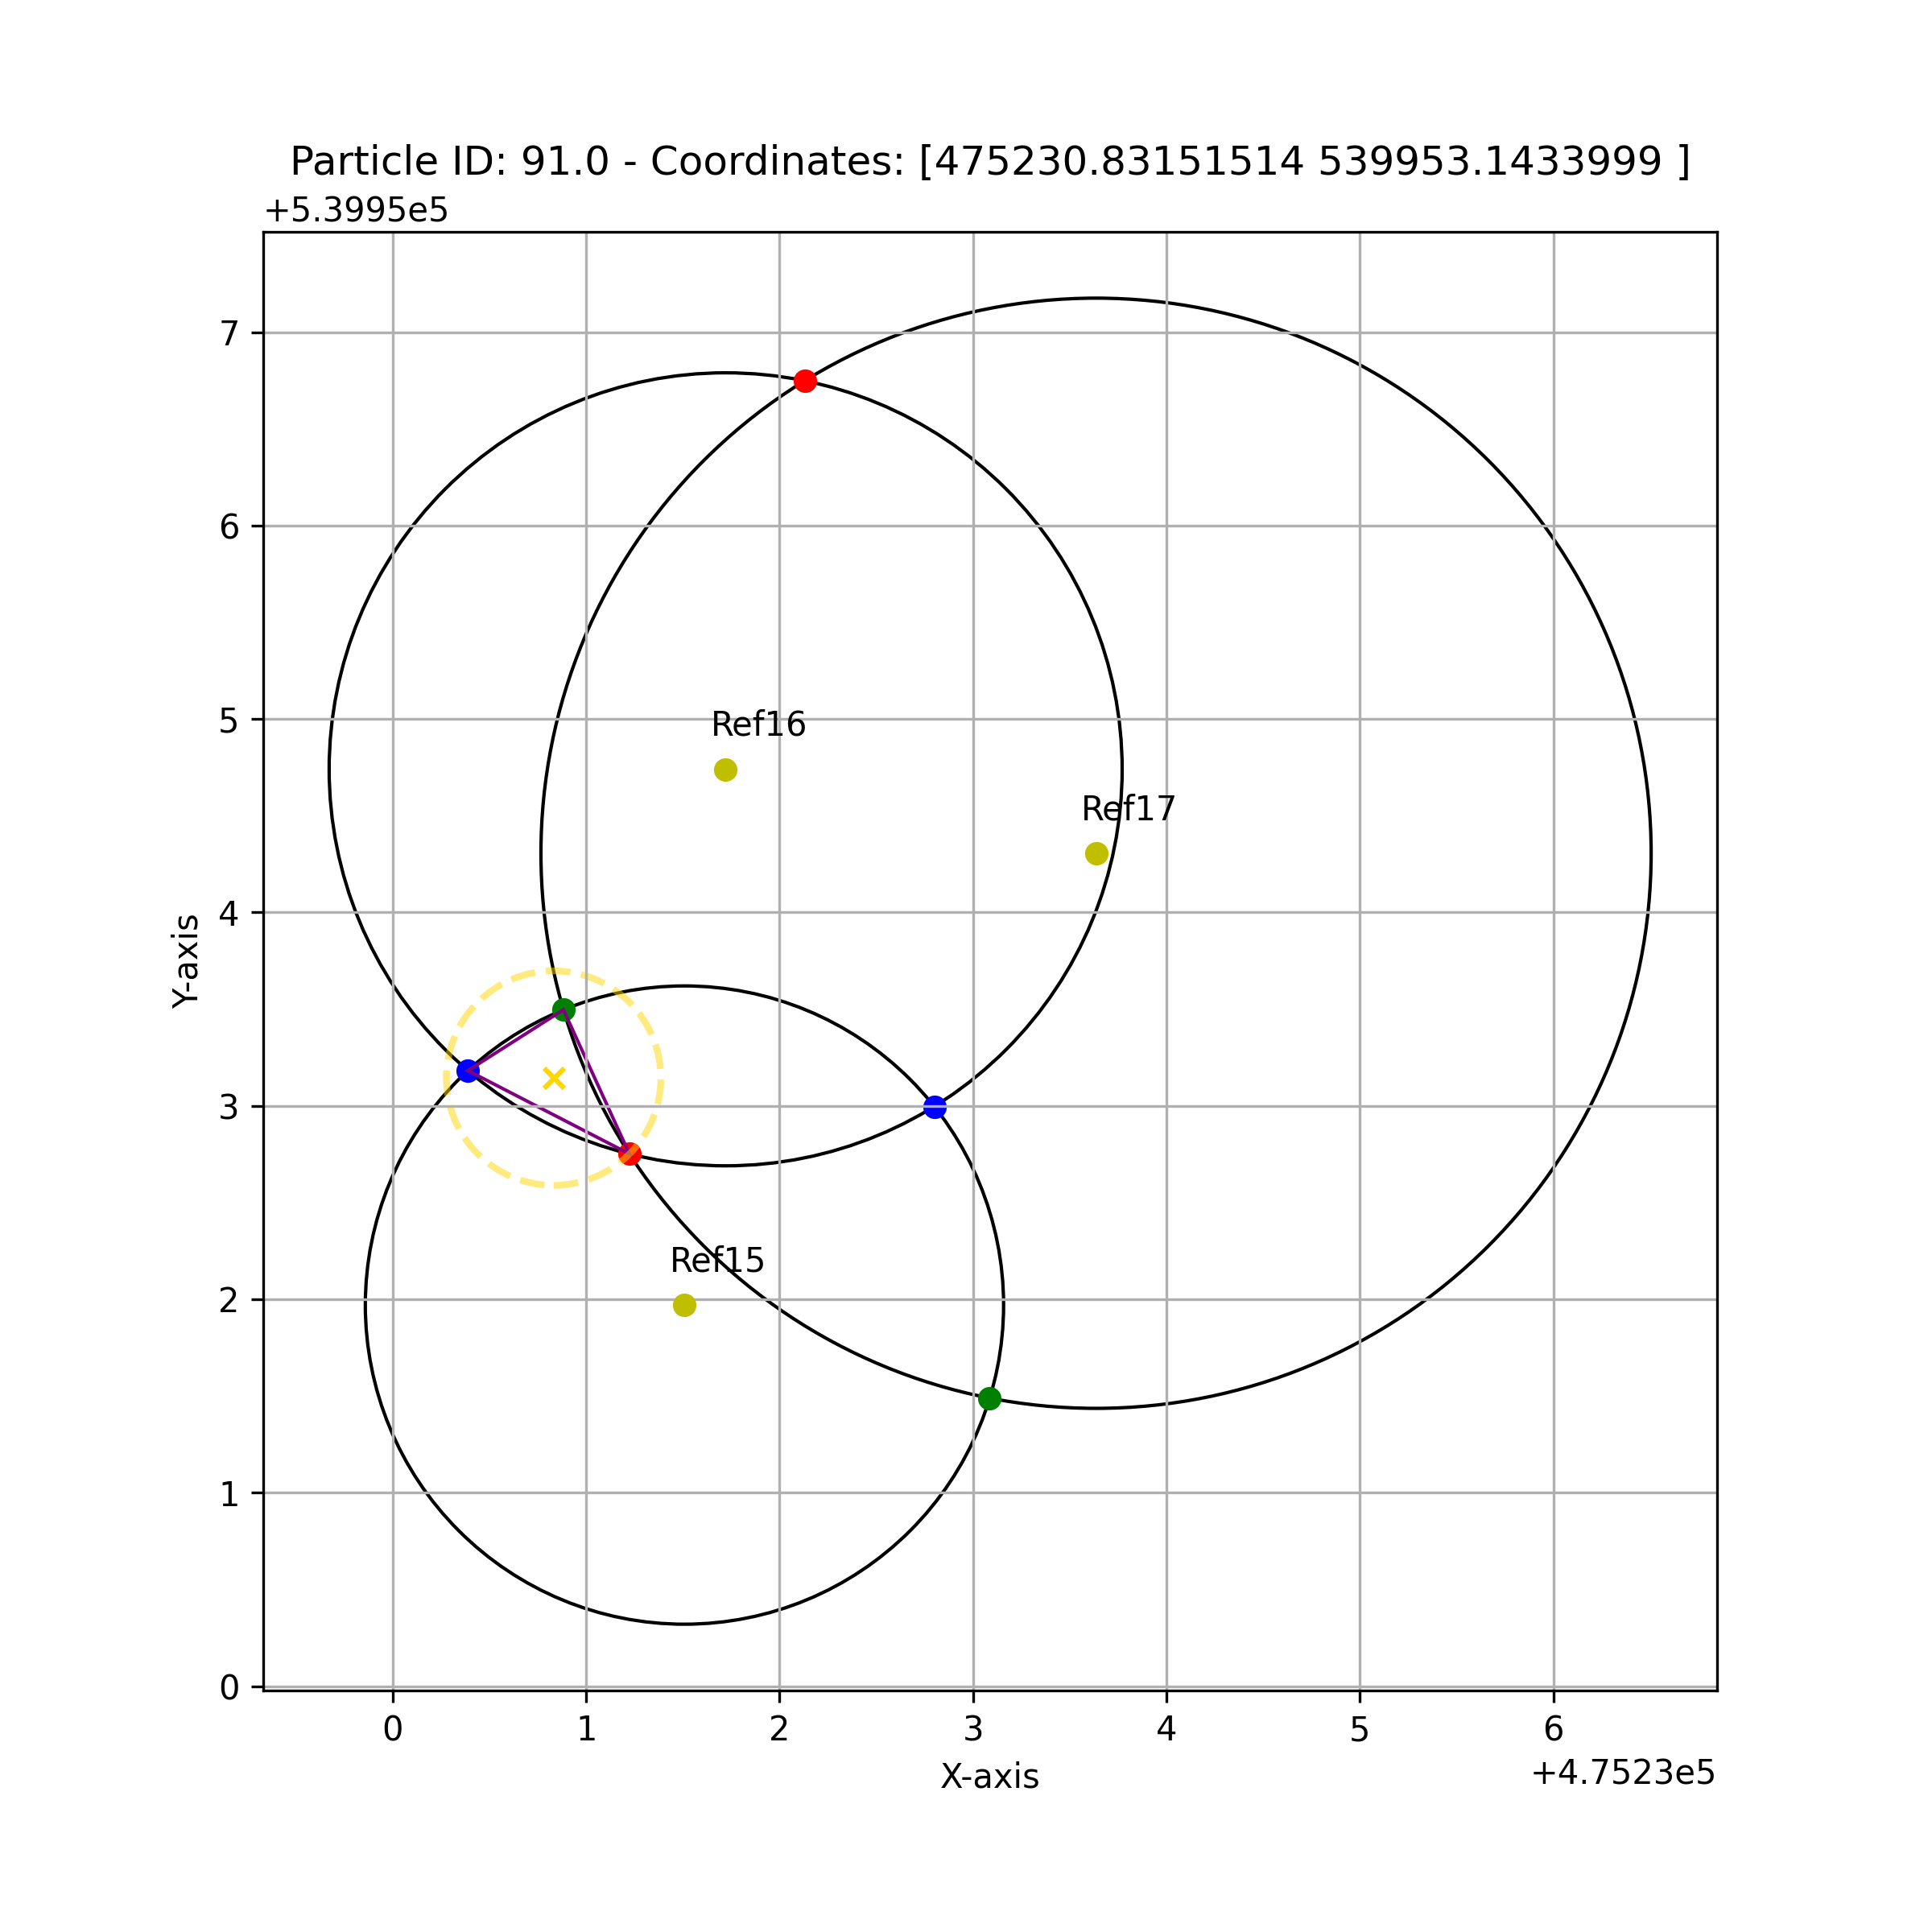 Particle ID: 91.0 - Coordinates: [475230.83151514 539953.1433999 ]
+5.3995e5
7
6
5
4
3
2
1
0
Y-axis
Ref16
Ref17
Ref15
0 1 2 3 4 5 6
X-axis
+4.7523e5